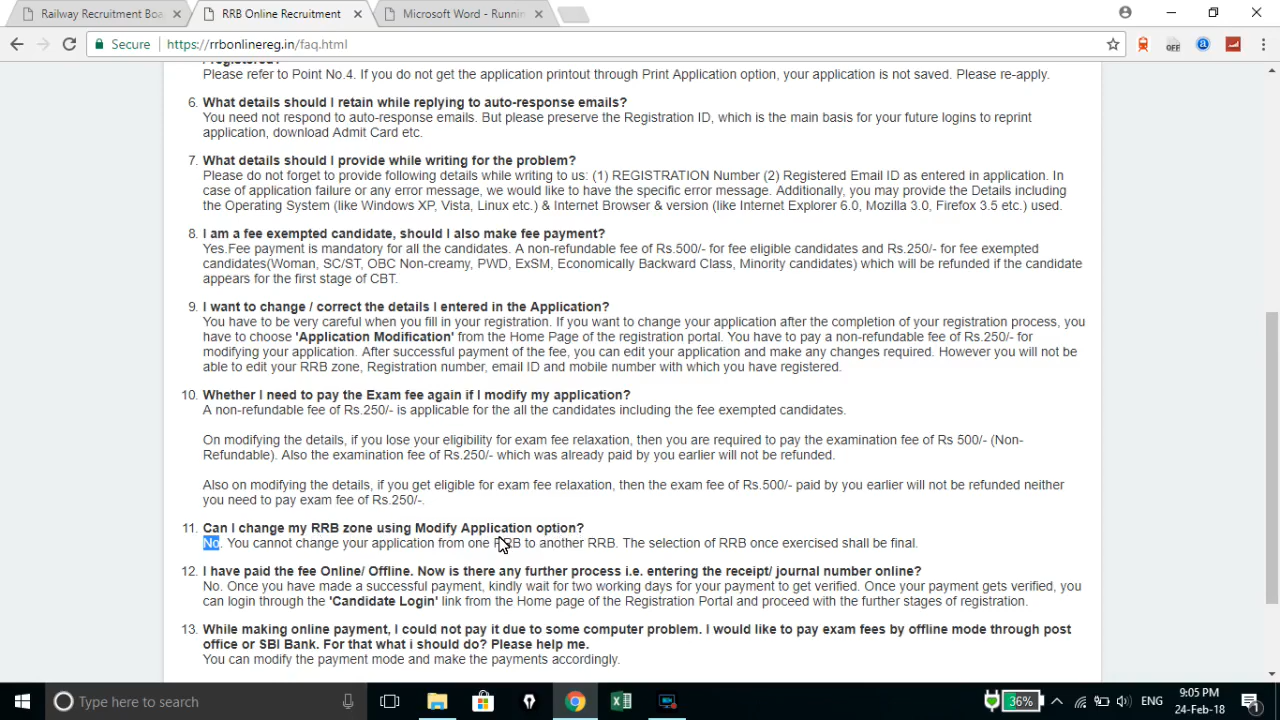 Railway Recruitment Boa
RRB Online Recruitment
Microsoft Word - Runnin
Secure
https://rrbonlinereg.in/faq.html
OFF
a
Please refer to Point No.4. If you do not get the application printout through Print Application option, your application is not saved. Please re-apply.
6. What details should I retain while replying to auto-response emails?
You need not respond to auto-response emails. But please preserve the Registration ID, which is the main basis for your future logins to reprint
application, download Admit Card etc.
7. What details should I provide while writing for the problem?
Please do not forget to provide following details while writing to us: (1) REGISTRATION Number (2) Registered Email ID as entered in application. In
case of application failure or any error message, we would like to have the specific error message. Additionally, you may provide the Details including
the Operating System (like Windows XP, Vista, Linux etc.) & Internet Browser & version (like Internet Explorer 6.0, Mozilla 3.0, Firefox 3.5 etc.) used.
8. I am a fee exempted candidate, should I also make fee payment?
Yes.Fee payment is mandatory for all the candidates. A non-refundable fee of Rs.500/- for fee eligible candidates and Rs.250/- for fee exempted
candidates(Woman, SC/ST, OBC Non-creamy, PWD, ExSM, Economically Backward Class, Minority candidates) which will be refunded if the candidate
appears for the first stage of CBT.
9. I want to change / correct the details I entered in the Application?
You have to be very careful when you fill in your registration. If you want to change your application after the completion of your registration process, you
have to choose 'Application Modification' from the Home Page of the registration portal. You have to pay a non-refundable fee of Rs.250/- for
modifying your application. After successful payment of the fee, you can edit your application and make any changes required. However you will not be
able to edit your RRB zone, Registration number, email ID and mobile number with which you have registered.
10. Whether I need to pay the Exam fee again if I modify my application?
A non-refundable fee of Rs.250/- is applicable for the all the candidates including the fee exempted candidates.
On modifying the details, if you lose your eligibility for exam fee relaxation, then you are required to pay the examination fee of Rs 500/- (Non-
Refundable). Also the examination fee of Rs.250/- which was already paid by you earlier will not be refunded.
Also on modifying the details, if you get eligible for exam fee relaxation, then the exam fee of Rs.500/- paid by you earlier will not be refunded neither
you need to pay exam fee of Rs.250/-.
11. Can I change my RRB zone using Modify Application option?
No. You cannot change your application from one RRB to another RRB. The selection of RRB once exercised shall be final.
12. I have paid the fee Online/ Offline. Now is there any further process i.e. entering the receipt/ journal number online?
No. Once you have made a successful payment, kindly wait for two working days for your payment to get verified. Once your payment gets verified, you
can login through the 'Candidate Login' link from the Home page of the Registration Portal and proceed with the further stages of registration.
13. While making online payment, I could not pay it due to some computer problem. I would like to pay exam fees by offline mode through post
office or SBI Bank. For that what i should do? Please help me.
You can modify the payment mode and make the payments accordingly.
Type here to search
36%
ENG
9:05 PM
24-Feb-18
1